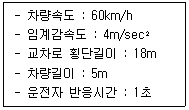 - 차량속도 : 60km/h
- 임계감속도 : 4m/sec²
- 교차로 횡단길이 : 18m
- 차량길이 : 5m
- 운전자 반응시간 : 1초